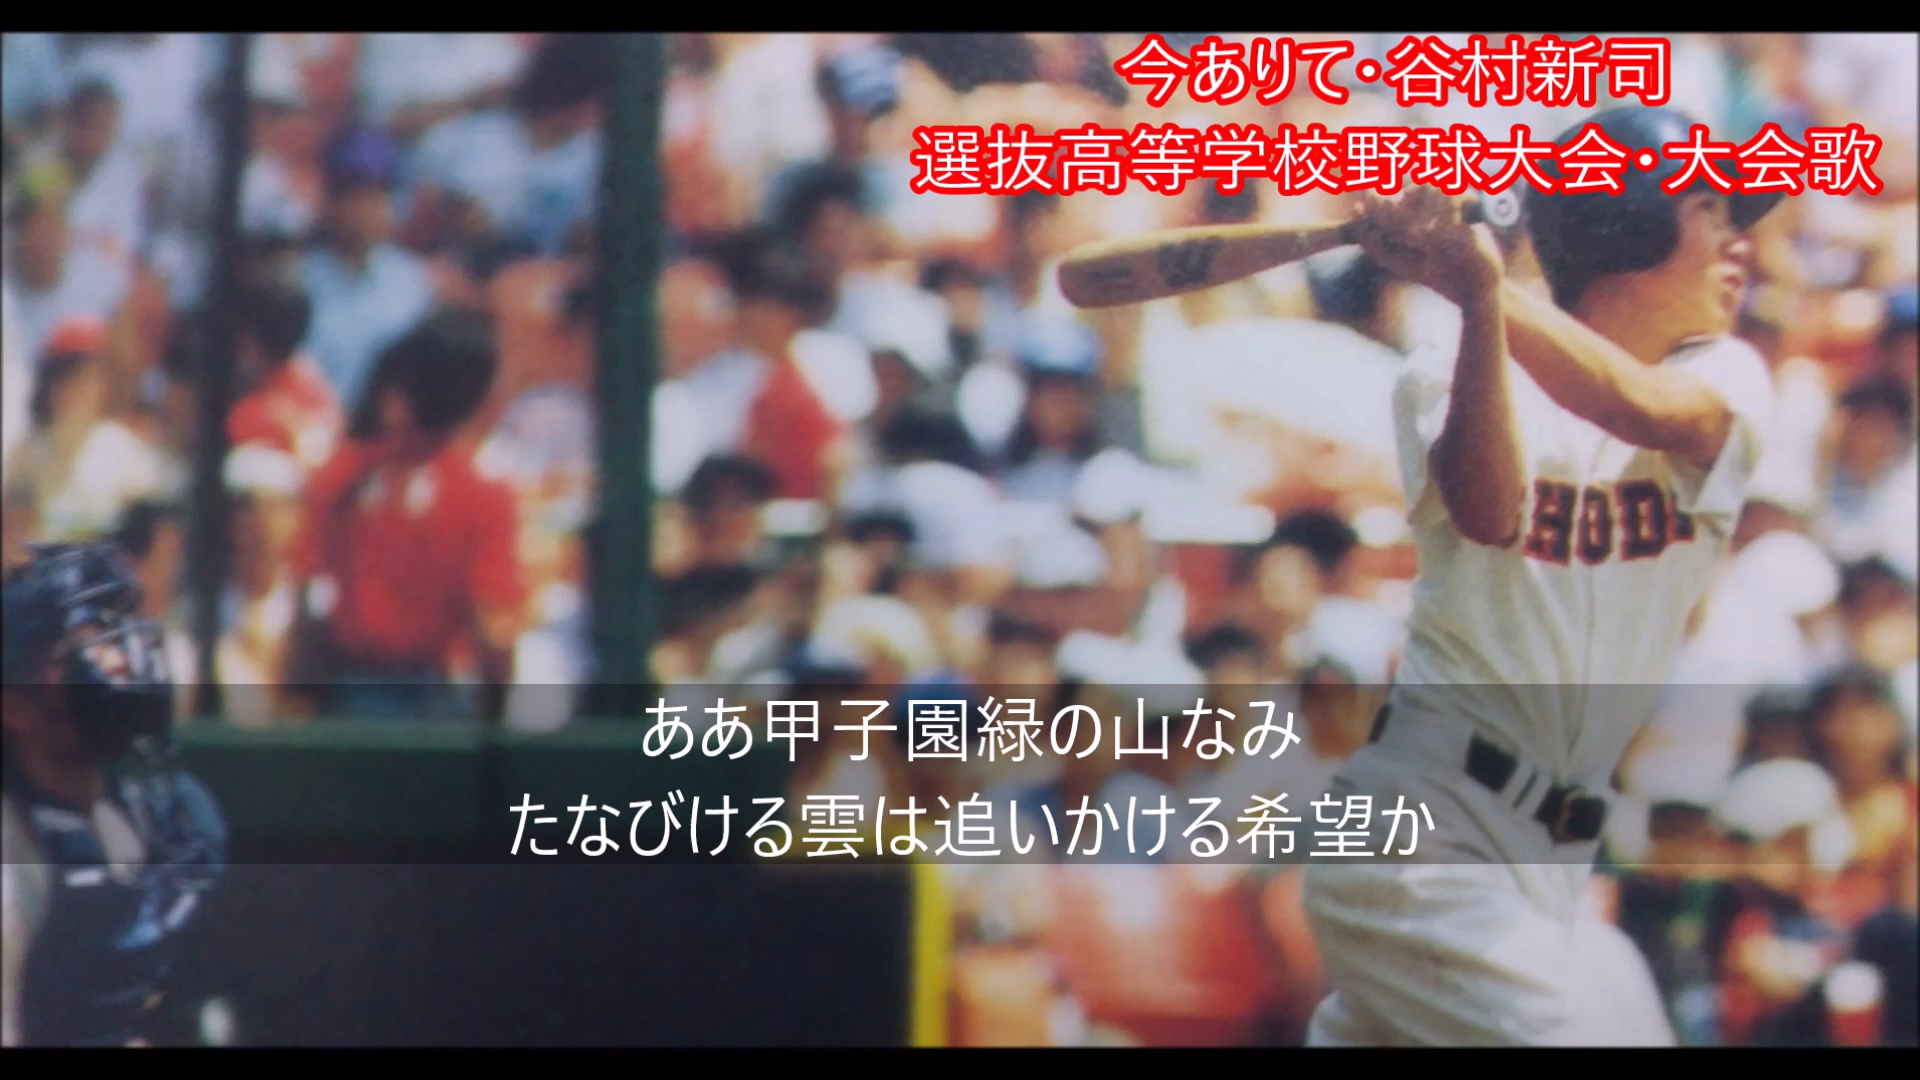 今ありて・谷村新司
選抜高等学校野球大会・大会歌
HOD
ああ甲子園緑の山なみ
たなびける雲は追いかける希望か